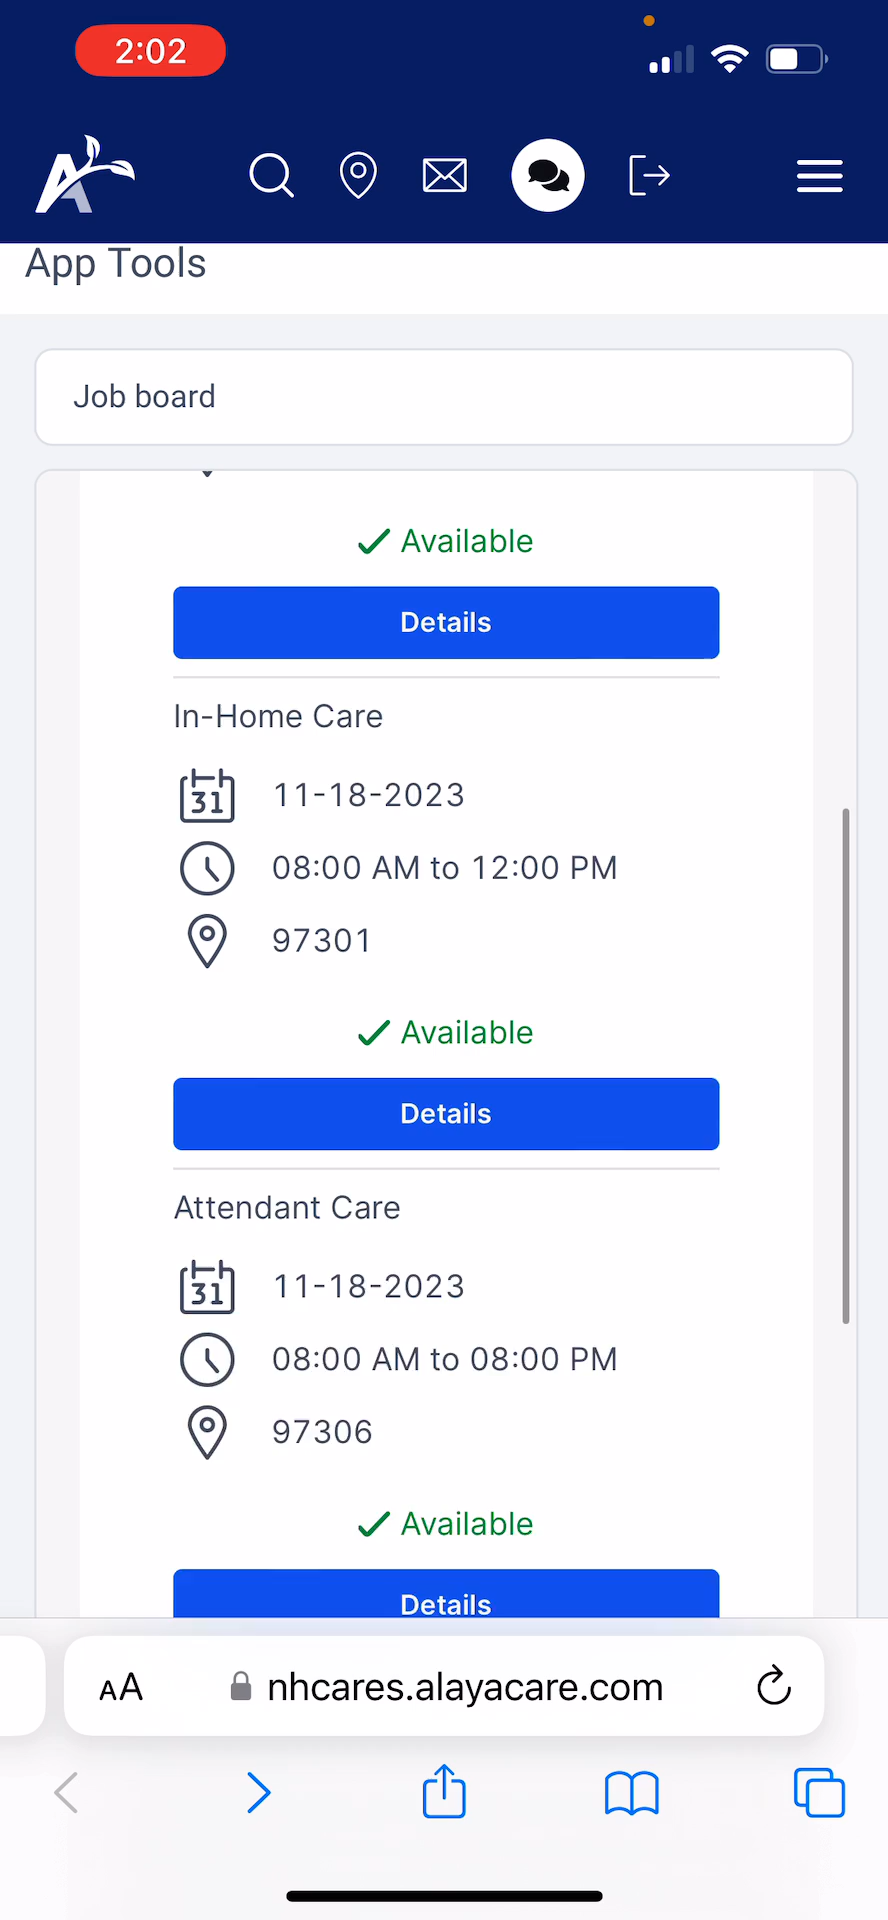 2:02
App Tools
Job board
Available
Details
In-Home Care
31 11-18-2023
08:00 AM to 12:00 PM
97301
Available
Details
Attendant Care
31 11-18-2023
08:00 AM to 08:00 PM
97306
Available
Details
AA nhcares.alayacare.com